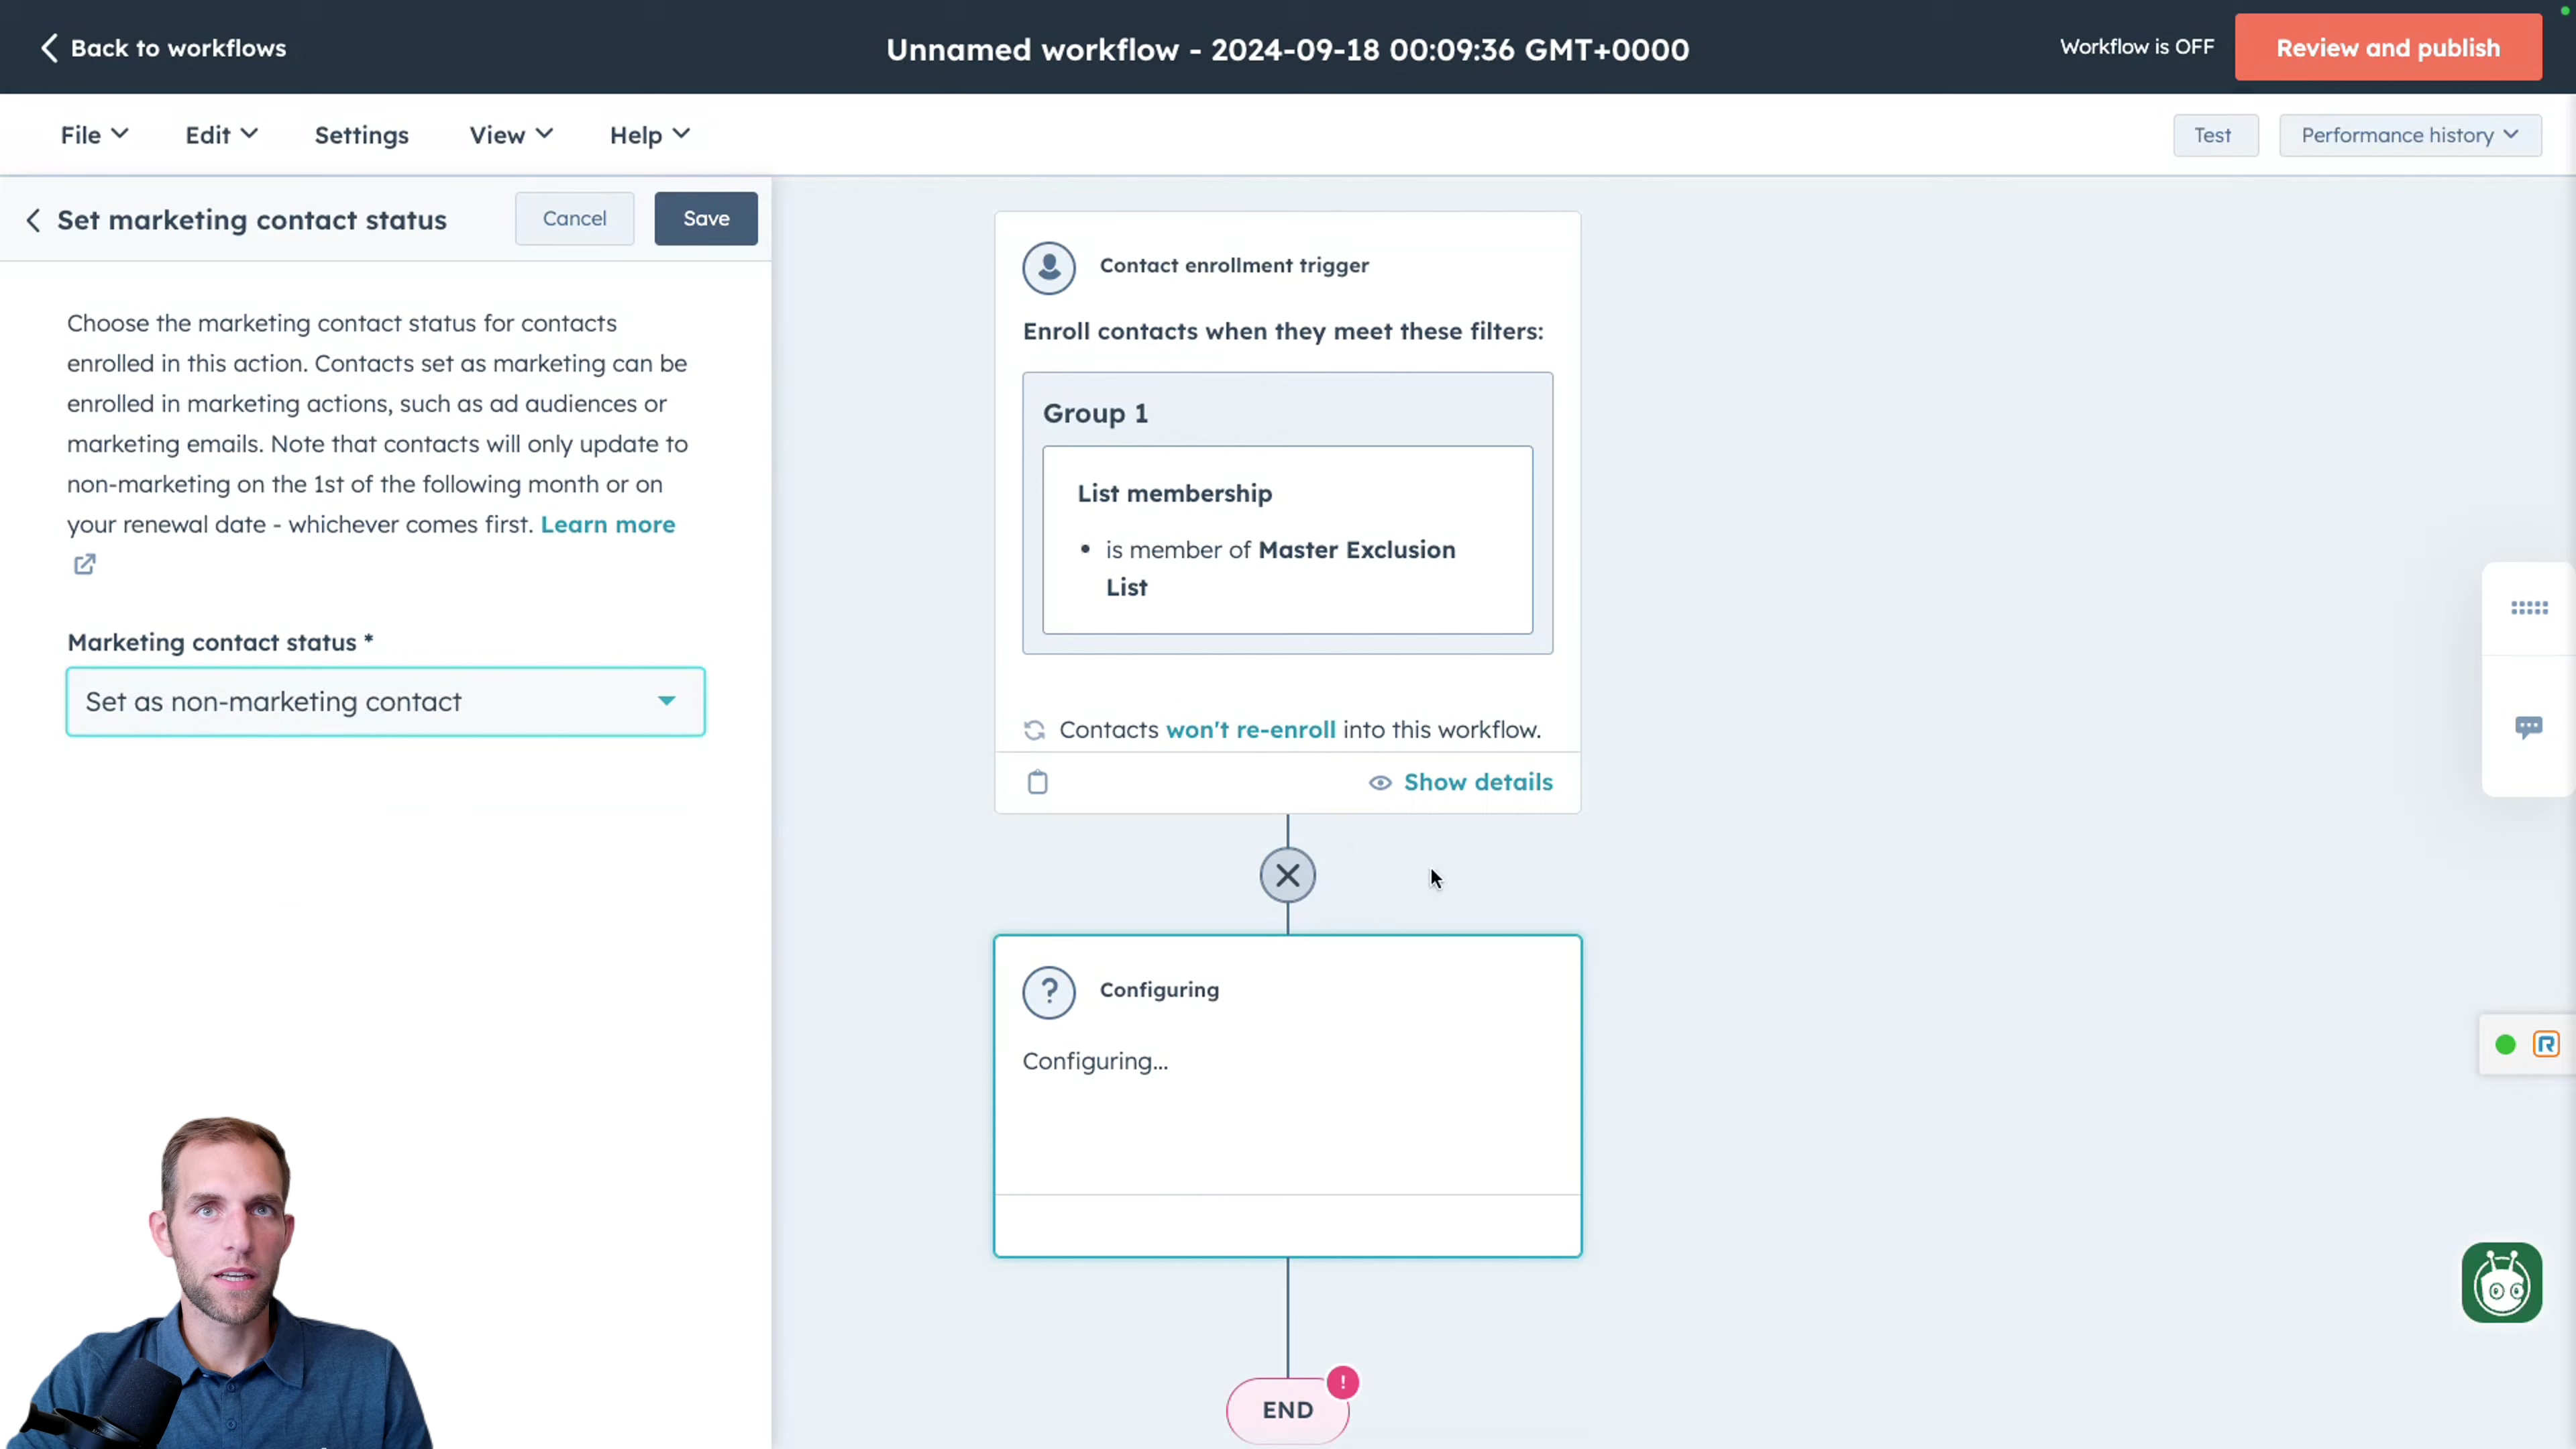 Back to workflows
Unnamed workflow - 2024-09-18 00:09:36 GMT+0000
Workflow is OFF
Review and publish
File
Edit
Settings
View
Help
Test
Performance history
Set marketing contact status
Cancel
Save
Choose the marketing contact status for contacts
enrolled in this action. Contacts set as marketing can be
enrolled in marketing actions, such as ad audiences or
marketing emails. Note that contacts will only update to
non-marketing on the 1st of the following month or on
your renewal date - whichever comes first. Learn more
Marketing contact status *
Set as non-marketing contact
Contact enrollment trigger
Enroll contacts when they meet these filters:
Group 1
List membership
• is member of Master Exclusion
List
Contacts won't re-enroll into this workflow.
Show details
? Configuring
Configuring...
END
!
R